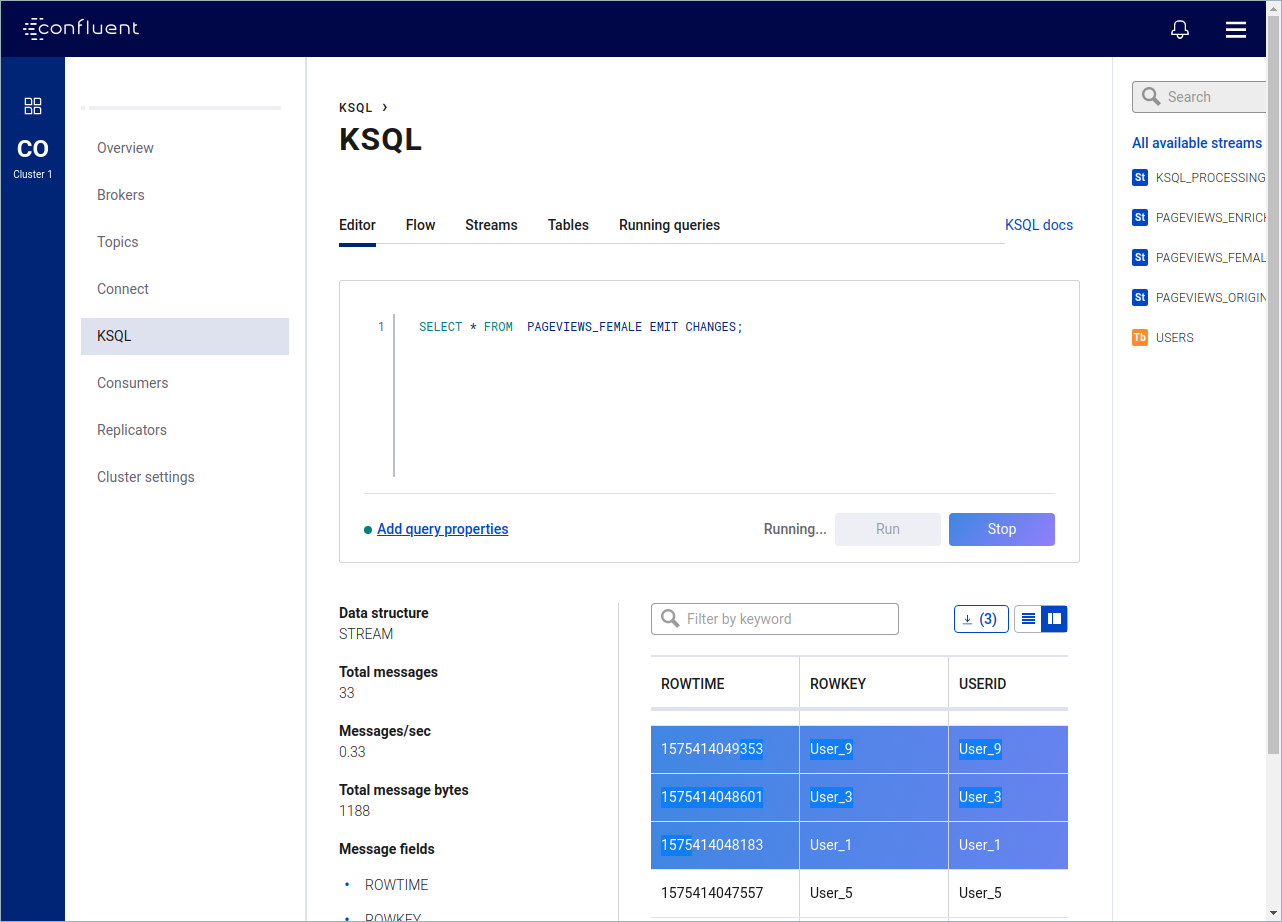 confluent
CO
Cluster 1
Overview
Brokers
Topics
Connect
KSQL
Consumers
Replicators
Cluster settings
KSQL ›
KSQL
Editor Flow Streams Tables Running queries KSQL docs
1 SELECT * FROM PAGEVIEWS_FEMALE EMIT CHANGES;
Add query properties Running... Run Stop
Data structure
STREAM
Total messages
33
Messages/sec
0.33
Total message bytes
1188
Message fields
• ROWTIME
• ROWKEY
Filter by keyword (3)
ROWTIME ROWKEY USERID
1575414049353 User_9 User_9
1575414048601 User_3 User_3
1575414048183 User_1 User_1
1575414047557 User_5 User_5
Search
All available streams
St KSQL_PROCESSING
St PAGEVIEWS_ENRICH
St PAGEVIEWS_FEMAL
St PAGEVIEWS_ORIGIN
Tb USERS